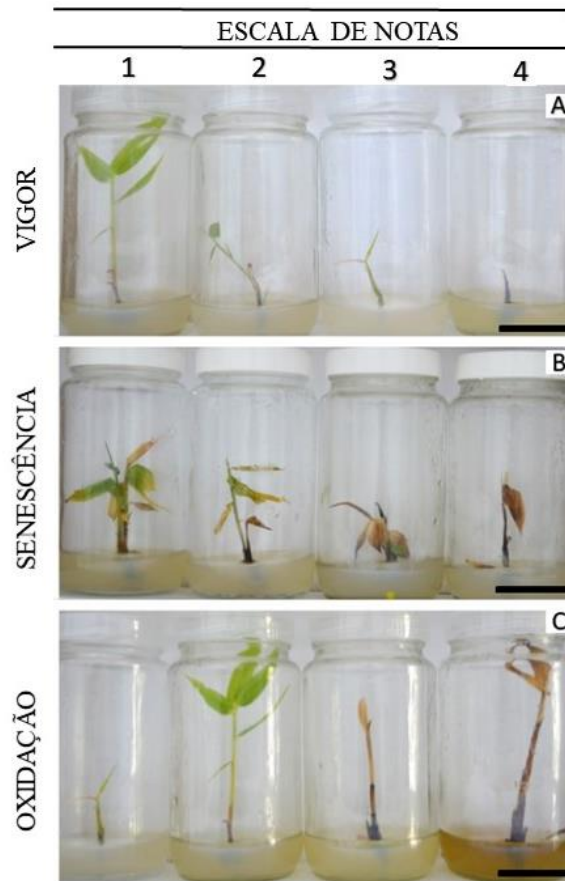 ESCALA DE NOTAS
1 2 3 4
A
VIGOR
B
SENESCÊNCIA
C
OXIDAÇÃO